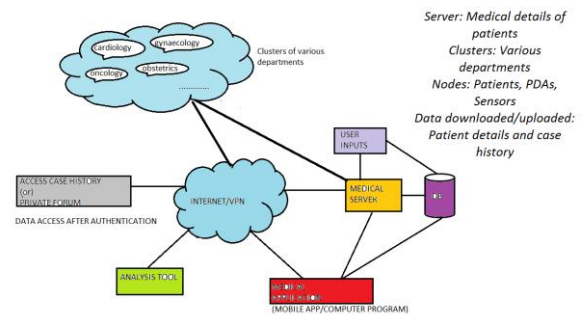 cardiology
gynaecology
oncology
obstetrics
..............
Clusters of various
departments
Server: Medical details of
patients
Clusters: Various
departments
Nodes: Patients, PDAs,
Sensors
Data downloaded/uploaded:
Patient details and case
history
USER
INPUTS
ACCESS CASE HISTORY
(or)
PRIVATE FORUM
DATA ACCESS AFTER AUTHENTICATION
INTERNET/VPN
MEDICAL
SERVER
ANALYSIS TOOL
(MOBILE APP/COMPUTER PROGRAM)